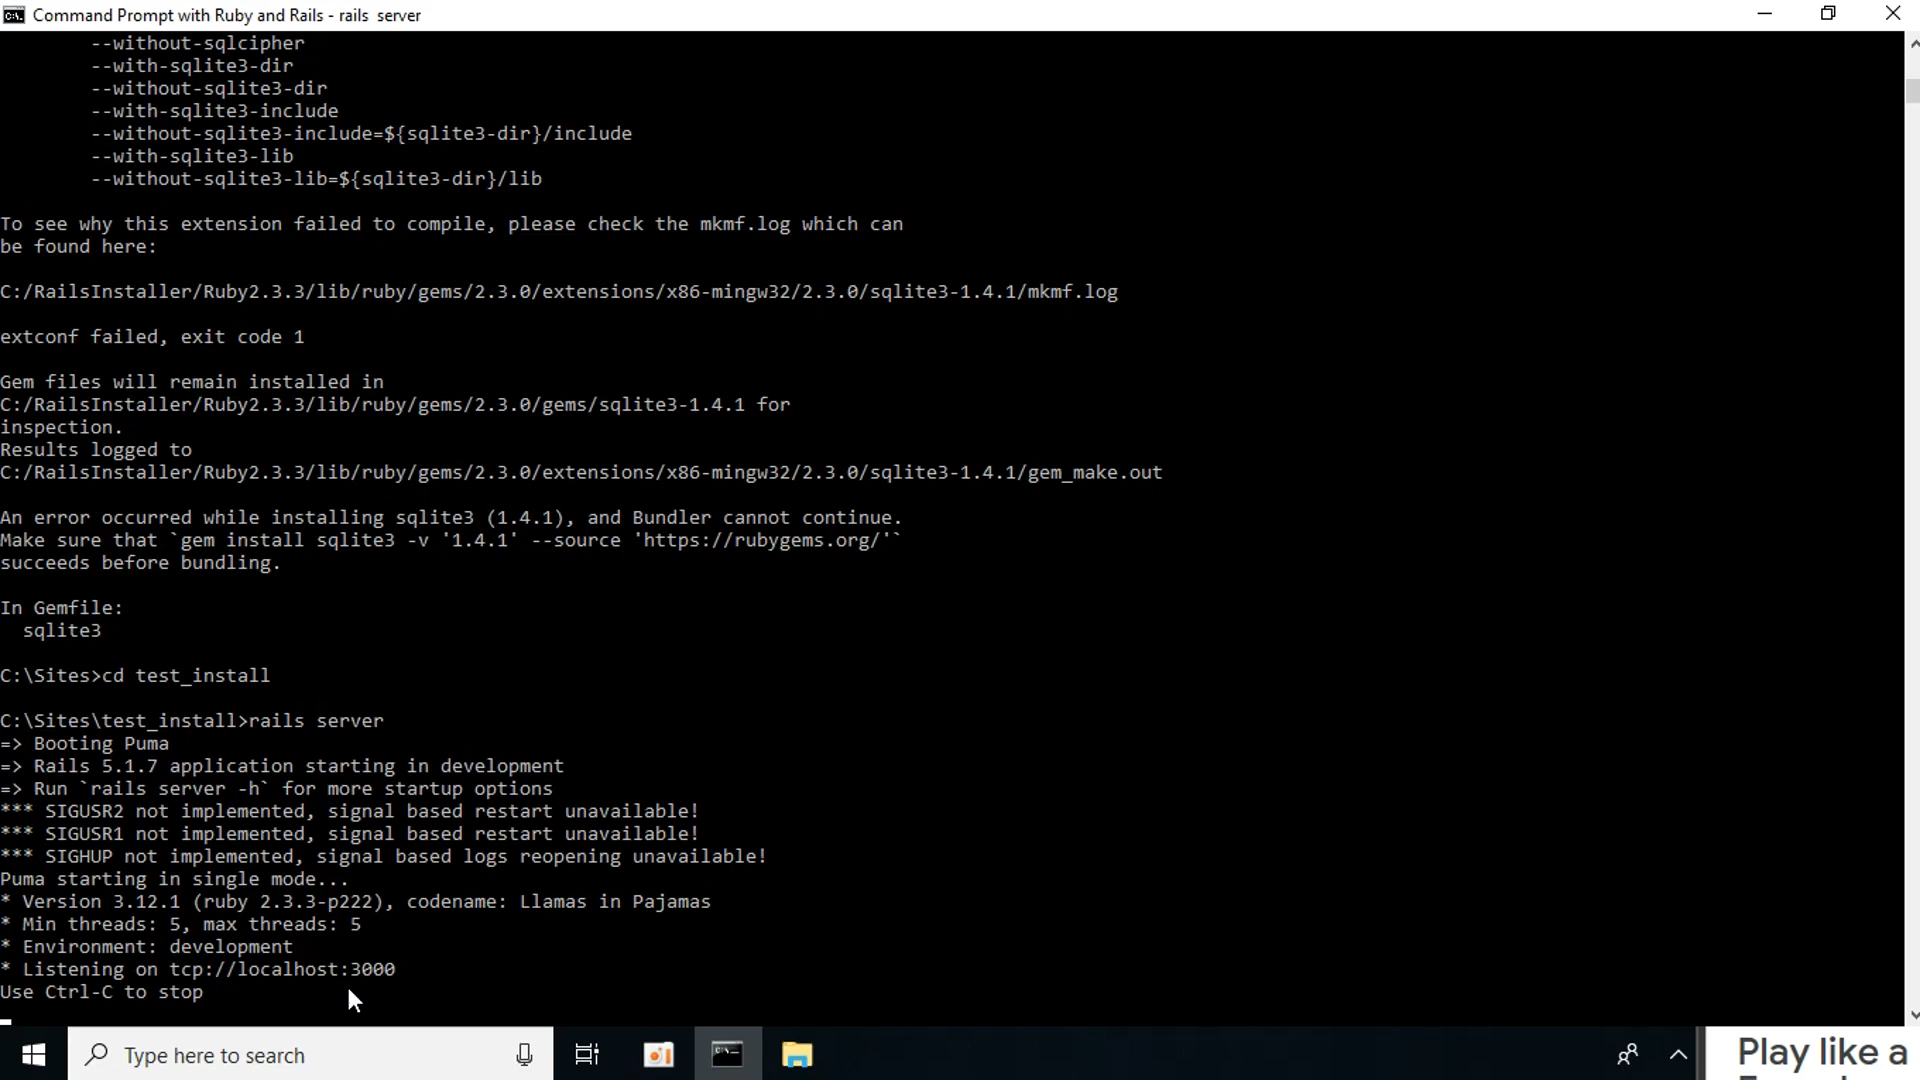 Command Prompt with Ruby and Rails - rails  server
--without-sqlcipher
--with-sqlite3-dir
--without-sqlite3-dir
--with-sqlite3-include
--without-sqlite3-include=${sqlite3-dir}/include
--with-sqlite3-lib
--without-sqlite3-lib=${sqlite3-dir}/lib
To see why this extension failed to compile, please check the mkmf.log which can
be found here:
C:/RailsInstaller/Ruby2.3.3/lib/ruby/gems/2.3.0/extensions/x86-mingw32/2.3.0/sqlite3-1.4.1/mkmf.log
extconf failed, exit code 1
Gem files will remain installed in
C:/RailsInstaller/Ruby2.3.3/lib/ruby/gems/2.3.0/gems/sqlite3-1.4.1 for
inspection.
Results logged to
C:/RailsInstaller/Ruby2.3.3/lib/ruby/gems/2.3.0/extensions/x86-mingw32/2.3.0/sqlite3-1.4.1/gem_make.out
An error occurred while installing sqlite3 (1.4.1), and Bundler cannot continue.
Make sure that `gem install sqlite3 -v '1.4.1' --source 'https://rubygems.org/'`
succeeds before bundling.
In Gemfile:
  sqlite3
C:\Sites>cd test_install
C:\Sites\test_install>rails server
=> Booting Puma
=> Rails 5.1.7 application starting in development
=> Run `rails server -h` for more startup options
*** SIGUSR2 not implemented, signal based restart unavailable!
*** SIGUSR1 not implemented, signal based restart unavailable!
*** SIGHUP not implemented, signal based logs reopening unavailable!
Puma starting in single mode...
* Version 3.12.1 (ruby 2.3.3-p222), codename: Llamas in Pajamas
* Min threads: 5, max threads: 5
* Environment: development
* Listening on tcp://localhost:3000
Use Ctrl-C to stop
Type here to search
Play like a